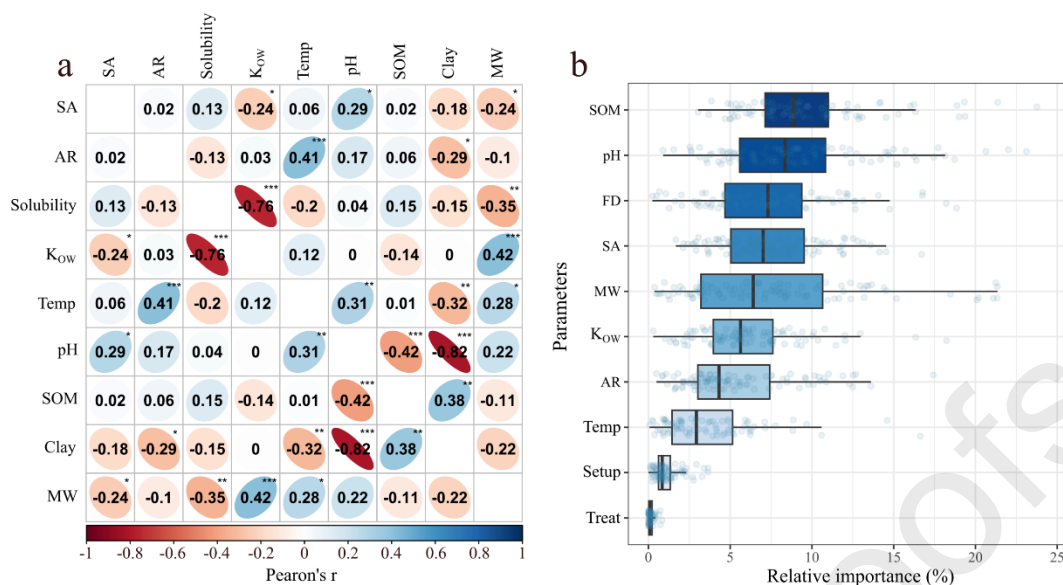 a
SA AR Solubility KOW Temp pH SOM Clay MW
SA 0.02 0.13 -0.24* 0.06 0.29* 0.02 -0.18 -0.24*
AR 0.02 -0.13 0.03 0.41*** 0.17 0.06 -0.29* -0.1
Solubility 0.13 -0.13 -0.76*** -0.2 0.04 0.15 -0.15 -0.35**
KOW -0.24* 0.03 -0.76*** 0.12 0 -0.14 0 0.42***
Temp 0.06 0.41*** -0.2 0.12 0.31** 0.01 -0.32** 0.28*
pH 0.29* 0.17 0.04 0 0.31** -0.42*** -0.82*** 0.22
SOM 0.02 0.06 0.15 -0.14 0.01 -0.42*** 0.38** -0.11
Clay -0.18 -0.29* -0.15 0 -0.32** -0.82*** 0.38** -0.22
MW -0.24* -0.1 -0.35** 0.42*** 0.28* 0.22 -0.11 -0.22
-1 -0.8 -0.6 -0.4 -0.2 0 0.2 0.4 0.6 0.8 1
Pearon's r
b
Parameters
SOM
pH
FD
SA
MW
KOW
AR
Temp
Setup
Treat
0 5 10 15 20 25
Relative importance (%)
oofs